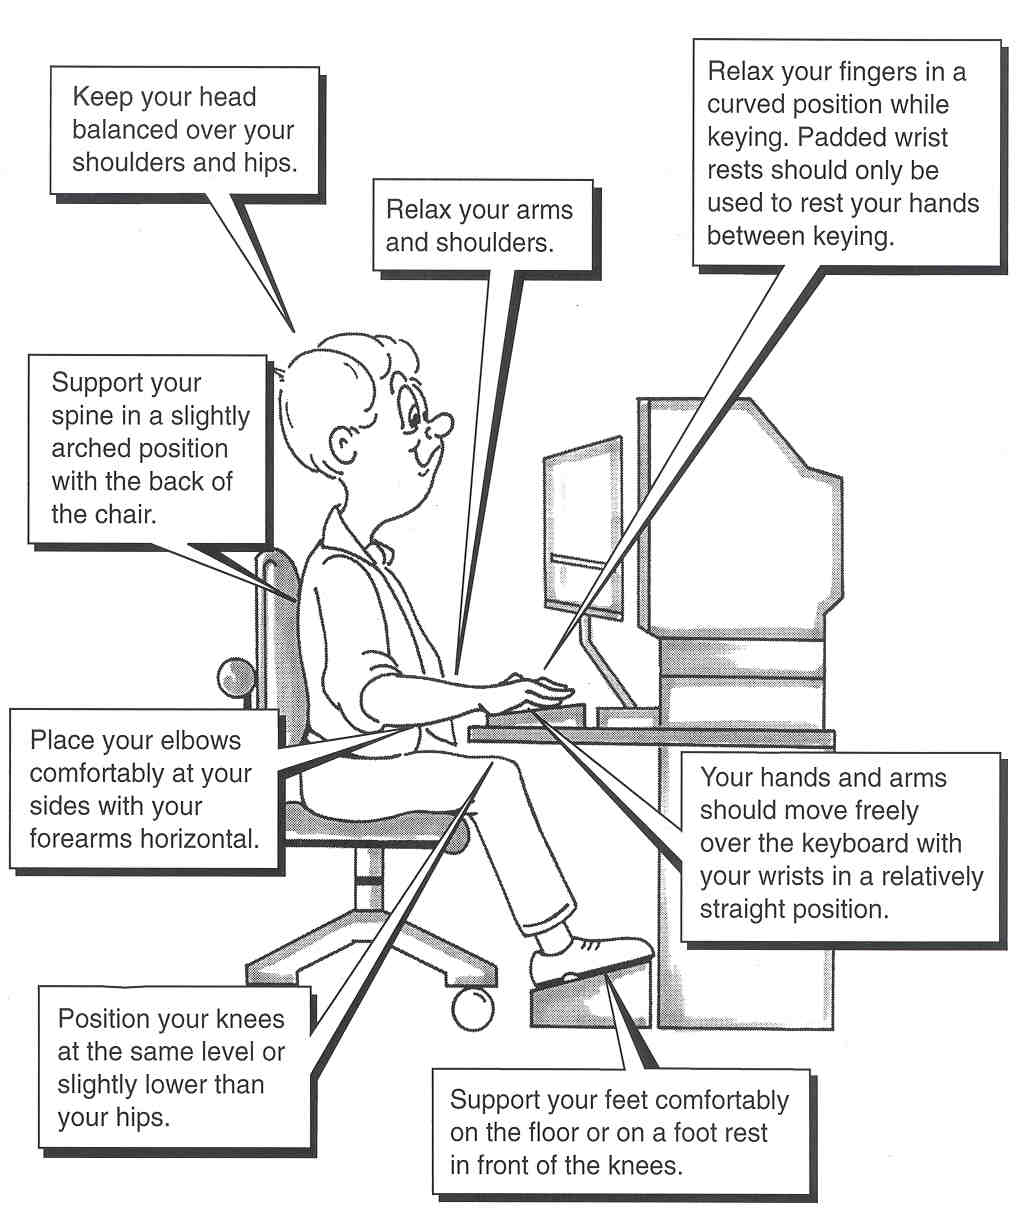 Keep your head
balanced over your
shoulders and hips.
Relax your arms
and shoulders.
Relax your fingers in a
curved position while
keying. Padded wrist
rests should only be
used to rest your hands
between keying.
Support your
spine in a slightly
arched position
with the back of
the chair.
Place your elbows
comfortably at your
sides with your
forearms horizontal.
Your hands and arms
should move freely
over the keyboard with
your wrists in a relatively
straight position.
Position your knees
at the same level or
slightly lower than
your hips.
Support your feet comfortably
on the floor or on a foot rest
in front of the knees.